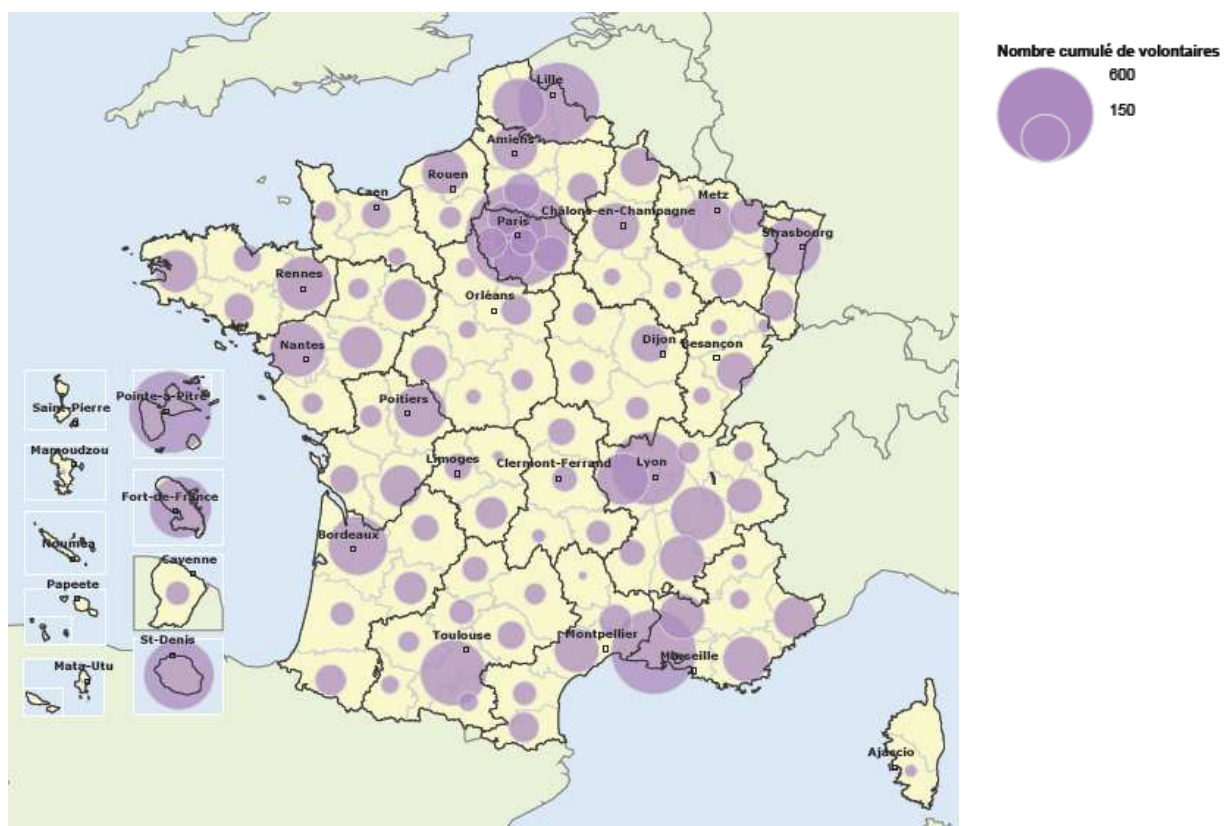 Nombre cumulé de volontaires
600
150
Lille
Amiens
Rouen
Caen
Metz
Châlons-en-Champagne
Paris
Strasbourg
Rennes
Orléans
Nantes
Dijon
Besançon
Poitiers
Saint-Pierre
Pointe-à-Pitre
Mamoudzou
Limoges
Clermont-Ferrand
Lyon
Fort-de-France
Nouméa
Bordeaux
Cayenne
Papeete
St-Denis
Toulouse
Montpellier
Marseille
Mata-Utu
Ajaccio